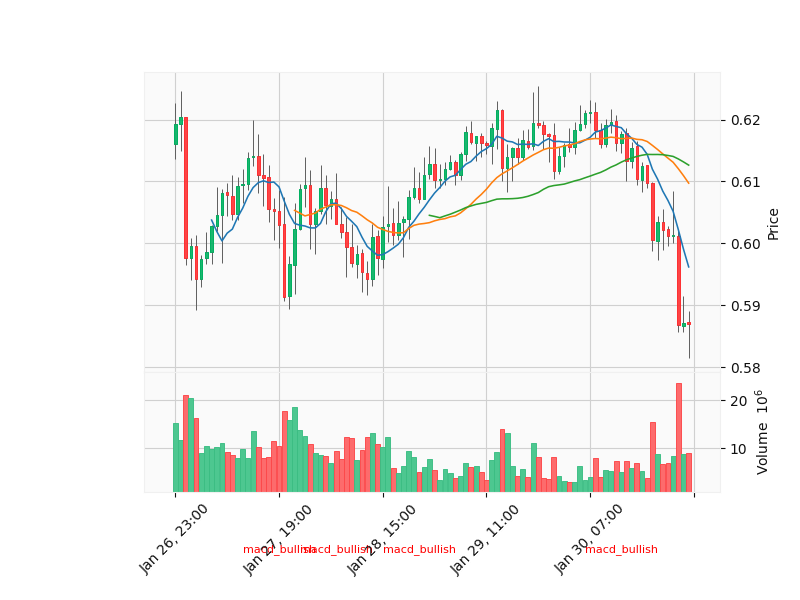 0.62
0.61
0.60
0.59
0.58
Price
20
10
Volume 10⁶
Jan 26, 23:00
Jan 27, 19:00
Jan 28, 15:00
Jan 29, 11:00
Jan 30, 07:00
macd_bullish
macd_bullish
macd_bullish
macd_bullish